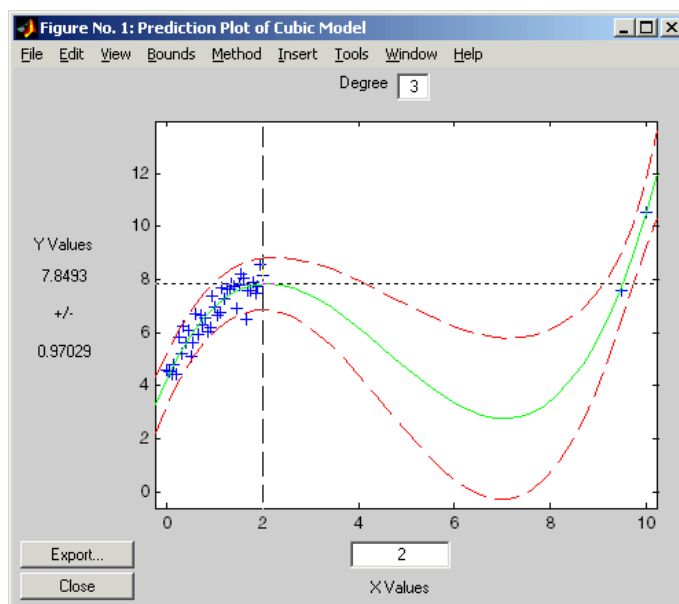 Figure No. 1: Prediction Plot of Cubic Model
File Edit View Bounds Method Insert Tools Window Help
Degree 3
12
10
8
6
4
2
0
Y Values
7.8493
+/-
0.97029
0 2 4 6 8 10
Export...
2
Close
X Values